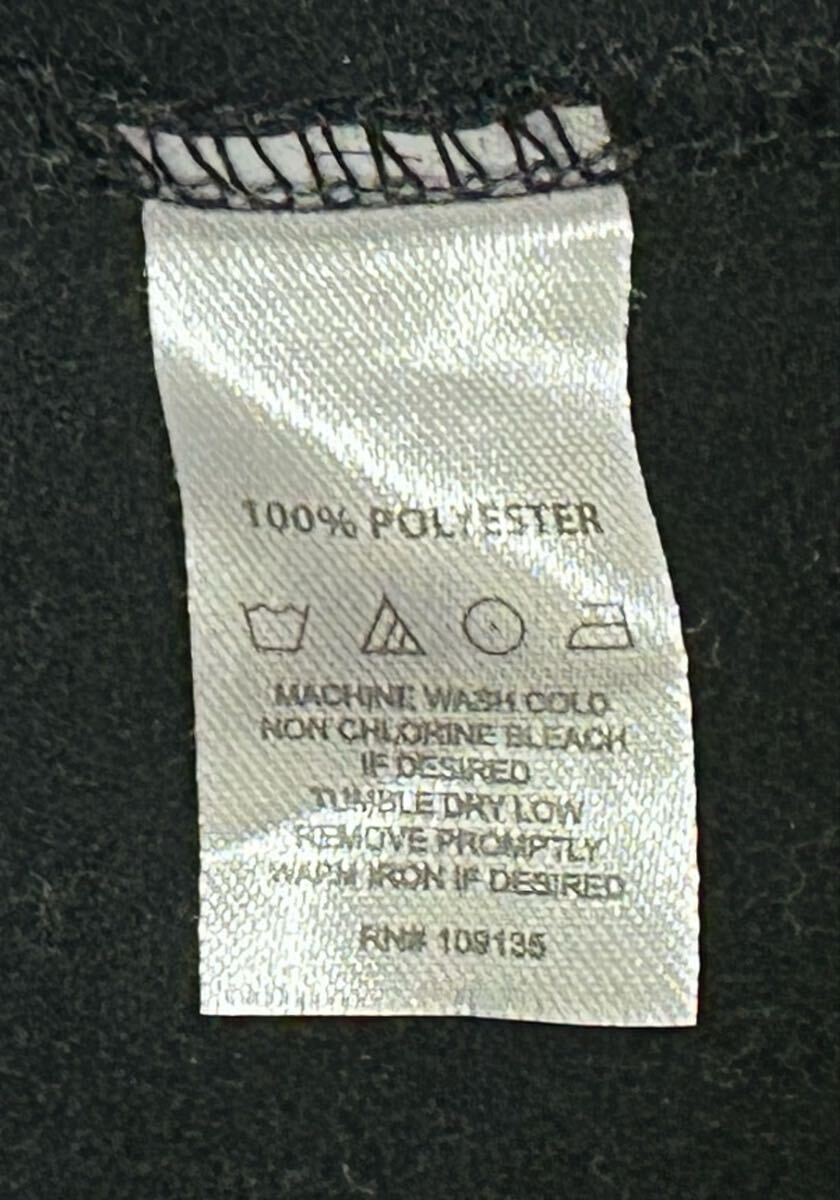 100% POLYESTER
MACHINE WASH COLD
NON CHLORINE BLEACH
IF DESIRED
TUMBLE DRY LOW
REMOVE PROMPTLY
WARM IRON IF DESIRED
RN# 109135